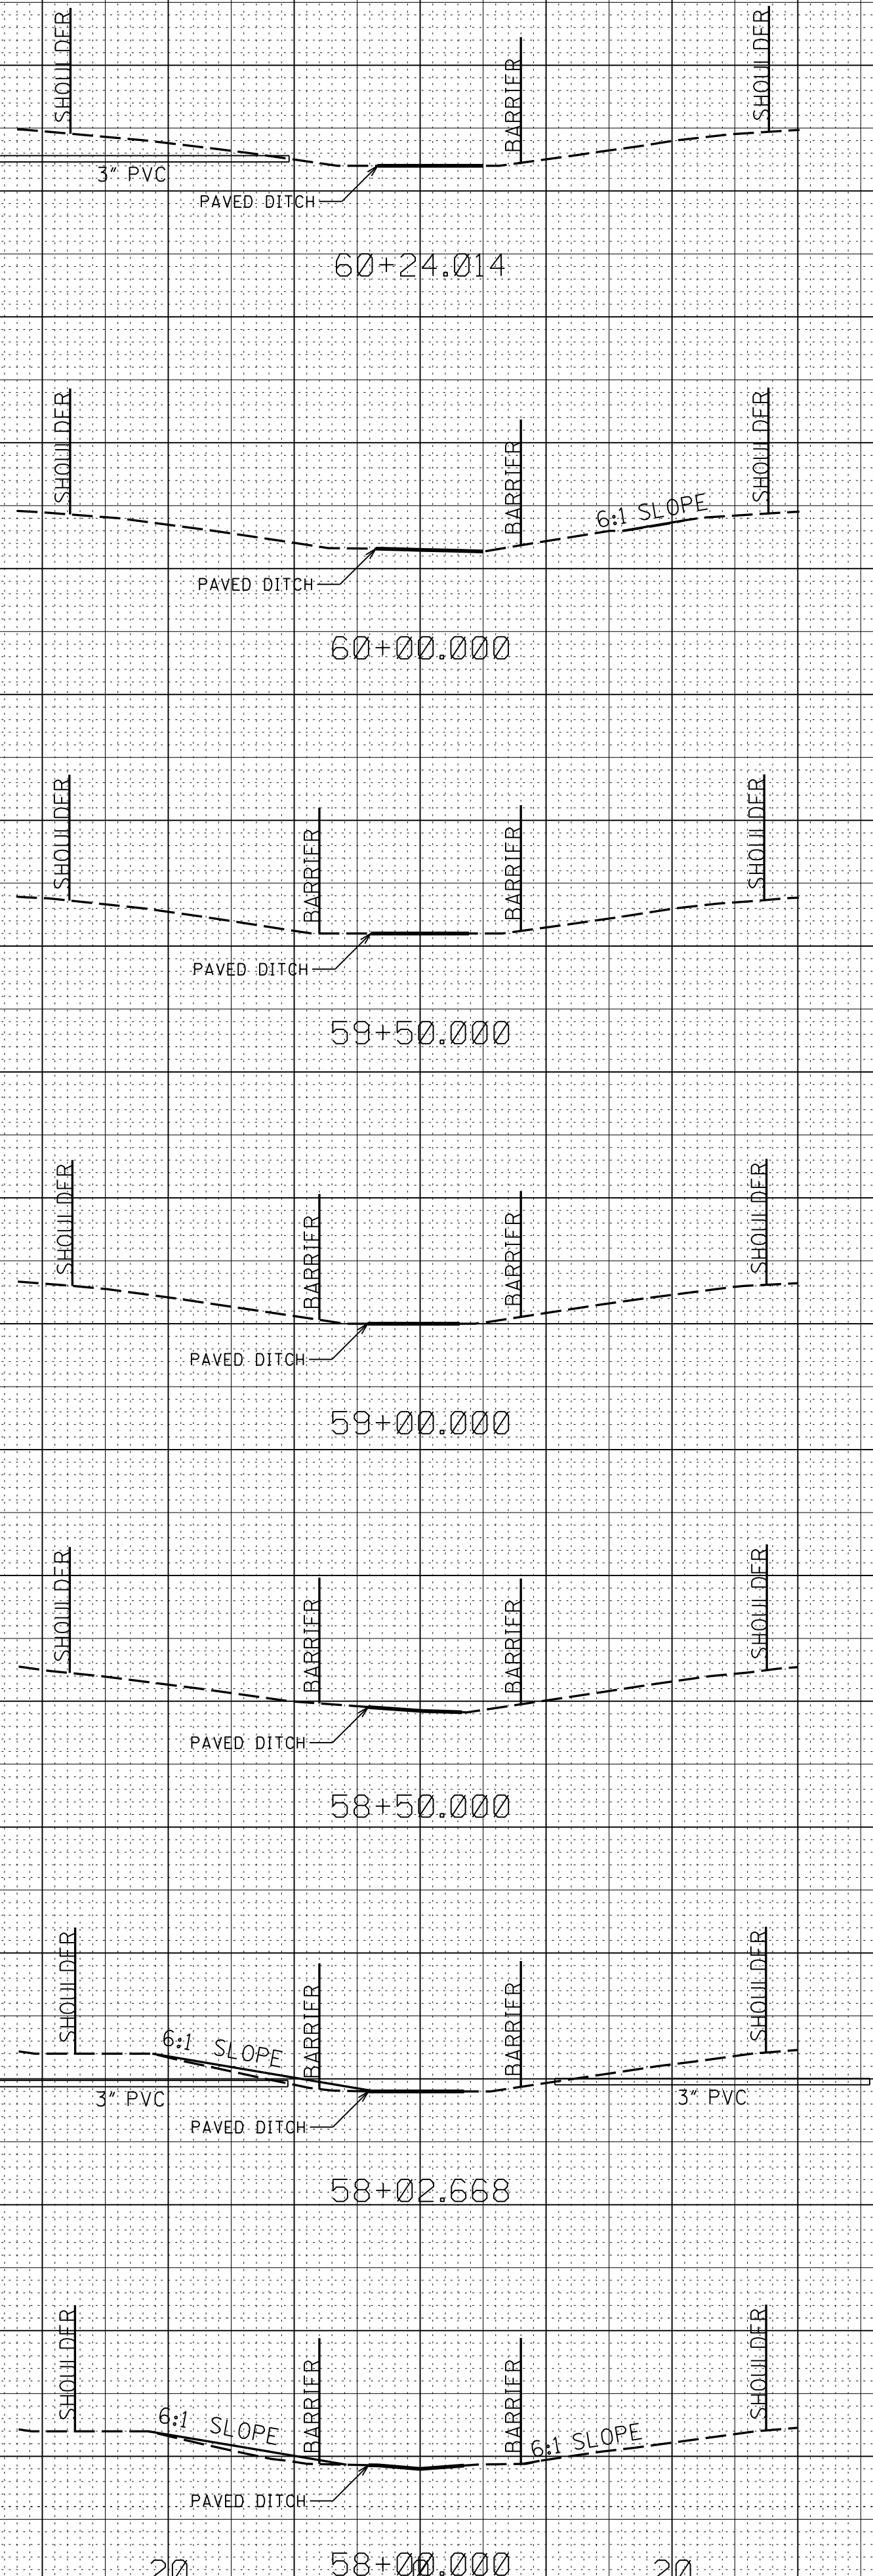 SHOULDER
BARRIER
SHOULDER
3" PVC
PAVED DITCH
60+24.014
SHOULDER
BARRIER
SHOULDER
6:1 SLOPE
PAVED DITCH
60+00.000
SHOULDER
BARRIER
BARRIER
SHOULDER
PAVED DITCH
59+50.000
SHOULDER
BARRIER
BARRIER
SHOULDER
PAVED DITCH
59+00.000
SHOULDER
BARRIER
BARRIER
SHOULDER
PAVED DITCH
58+50.000
SHOULDER
BARRIER
BARRIER
SHOULDER
6:1 SLOPE
3" PVC
3" PVC
PAVED DITCH
58+02.668
SHOULDER
BARRIER
BARRIER
SHOULDER
6:1 SLOPE
6:1 SLOPE
PAVED DITCH
58+00.000
20 0 20